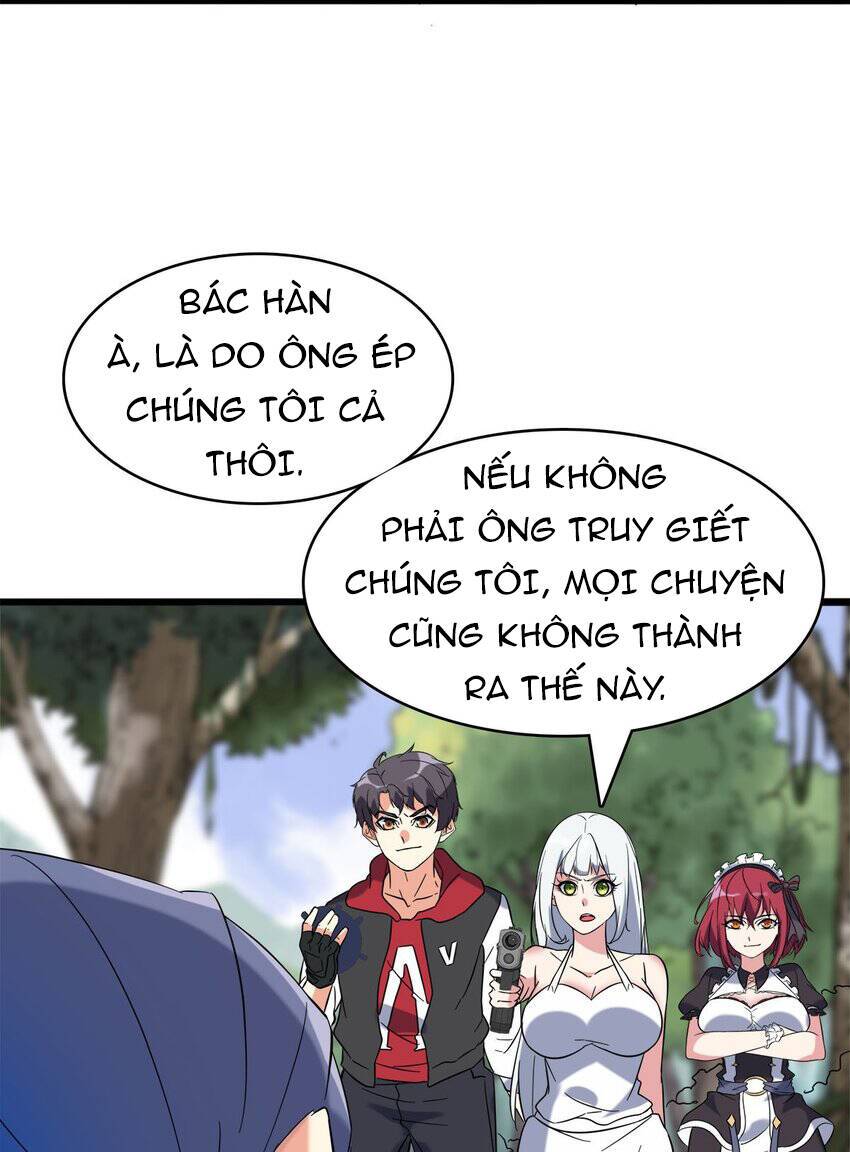 BÁC HÀN
À, LÀ DO ÔNG ÉP
CHÚNG TÔI CẢ
THÔI.
NẾU KHÔNG
PHẢI ÔNG TRUY GIẾT
CHÚNG TÔI, MỌI CHUYỆN
CŨNG KHÔNG THÀNH
RA THẾ NÀY.
A V